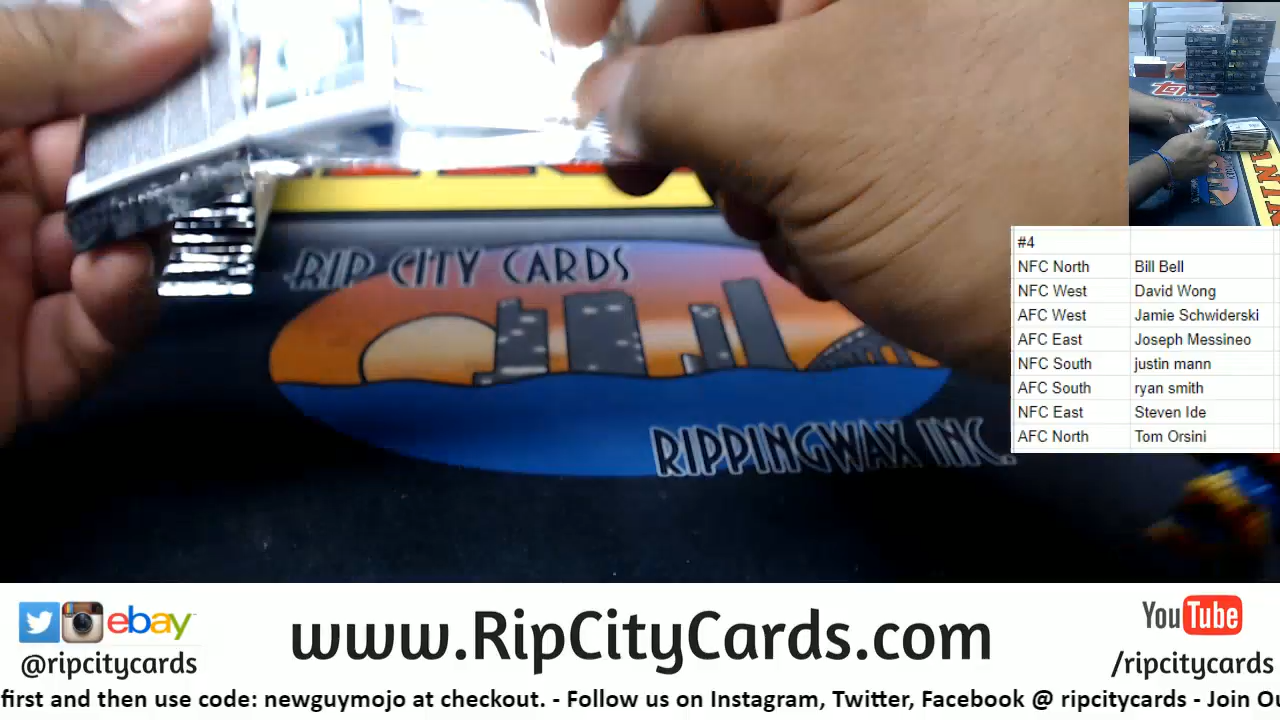 RIP CITY CARDS
RIPPINGWAX INC.
#4
NFC North Bill Bell
NFC West David Wong
AFC West Jamie Schwiderski
AFC East Joseph Messineo
NFC South justin mann
AFC South ryan smith
NFC East Steven Ide
AFC North Tom Orsini
ebay
@ripcitycards
www.RipCityCards.com
YouTube
/ripcitycards
first and then use code: newguymojo at checkout. - Follow us on Instagram, Twitter, Facebook @ ripcitycards - Join Ou